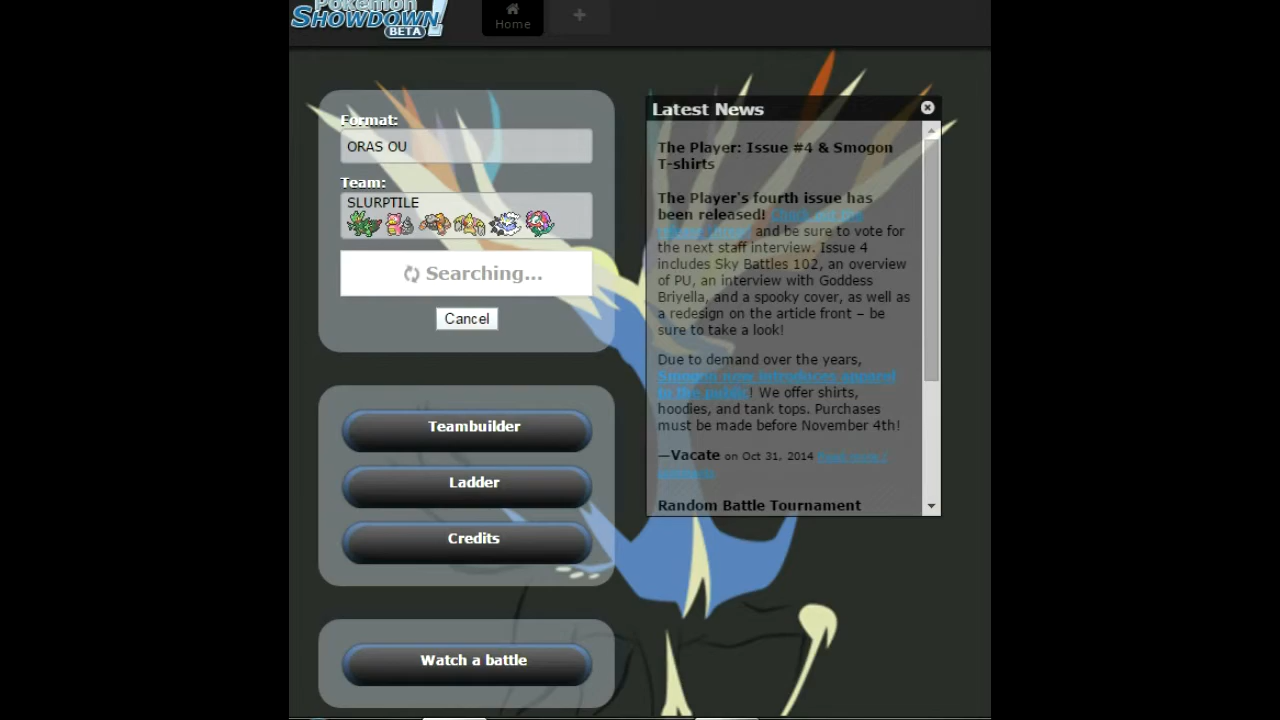 Pokémon
SHOWDOWN!
BETA
Home
Format:
ORAS OU
Team:
SLURPTILE
Searching...
Cancel
Teambuilder
Ladder
Credits
Watch a battle
Latest News
The Player: Issue #4 & Smogon
T-shirts
The Player's fourth issue has
been released! Check out the
and be sure to vote for
the next staff interview. Issue 4
includes Sky Battles 102, an overview
of PU, an interview with Goddess
Briyella, and a spooky cover, as well as
a redesign on the article front – be
sure to take a look!
Due to demand over the years,
Smogon now introduces apparel
to the public! We offer shirts,
hoodies, and tank tops. Purchases
must be made before November 4th!
—Vacate on Oct 31, 2014
Random Battle Tournament